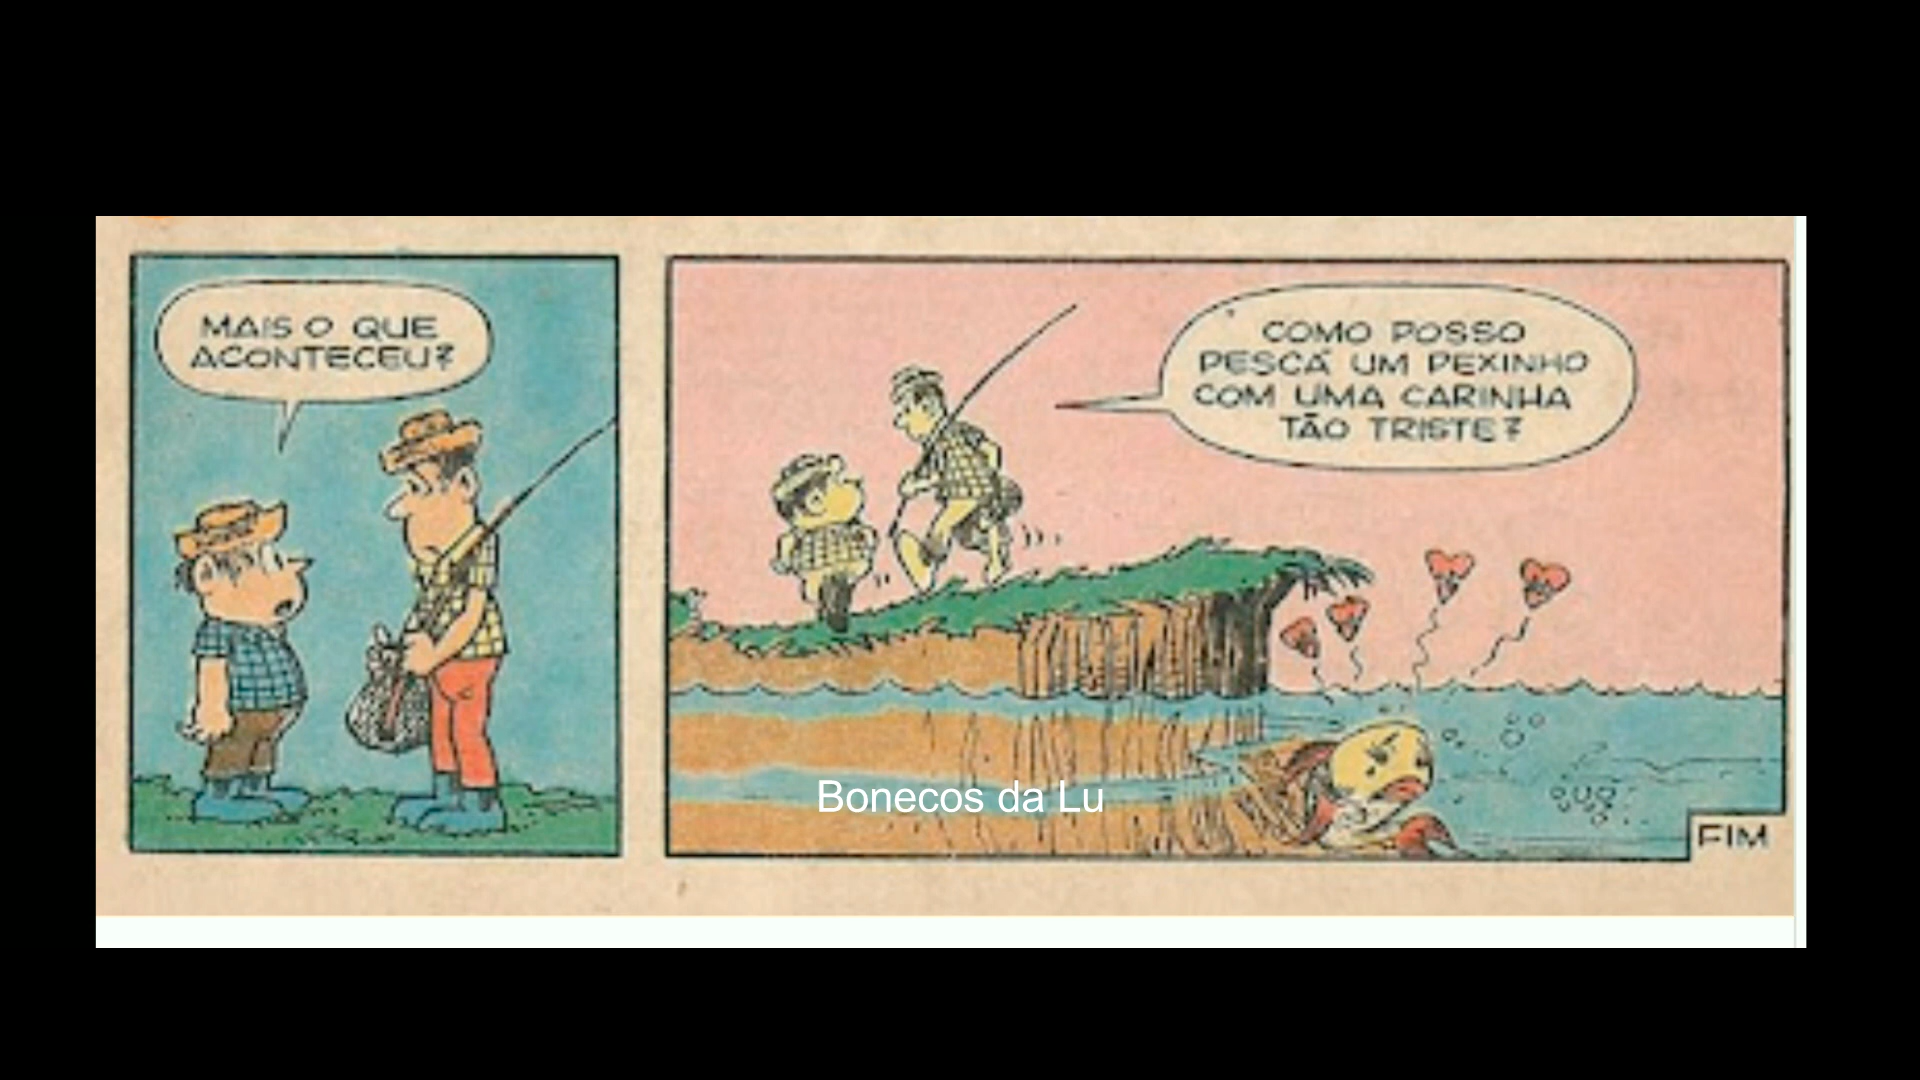 MAIS O QUE
ACONTECEU?
COMO POSSO
PESCÁ UM PEXINHO
COM UMA CARINHA
TÃO TRISTE?
Bonecos da Lu
FIM